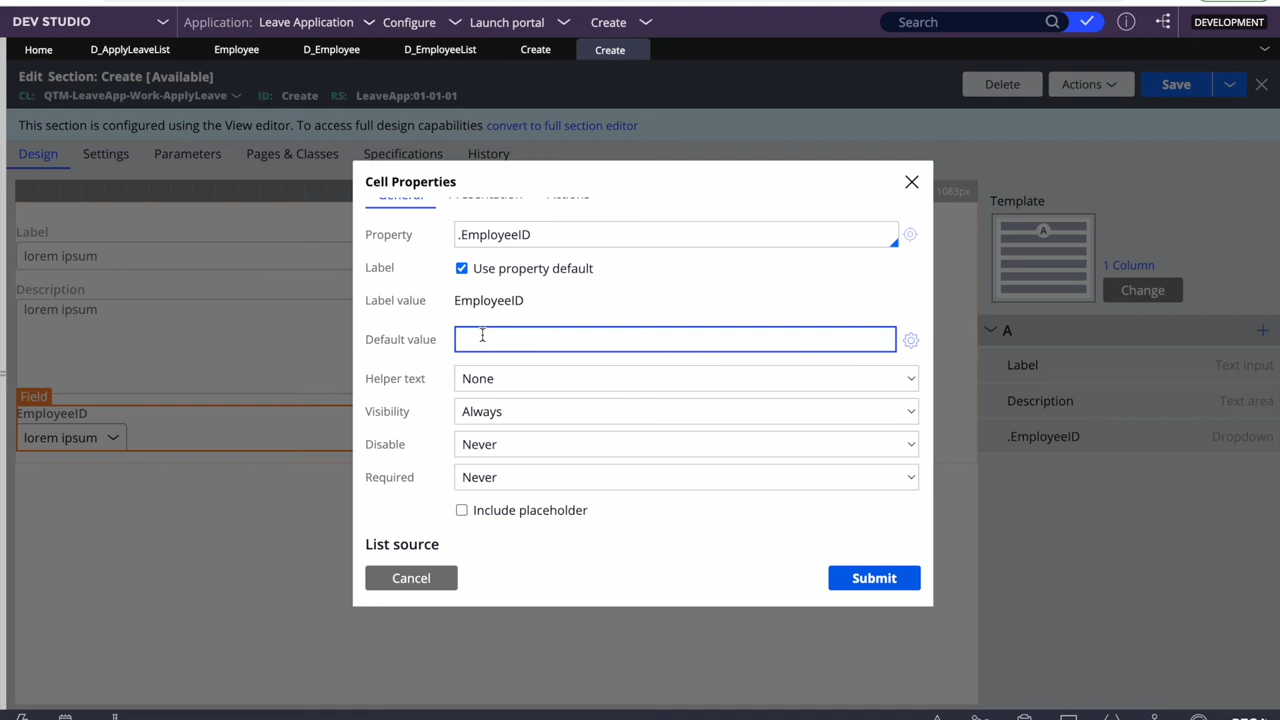 DEV STUDIO
Application: Leave Application
Configure
Launch portal
Create
Search
DEVELOPMENT
Home
D_ApplyLeaveList
Employee
D_Employee
D_EmployeeList
Create
Create
Edit Section: Create [Available]
CL: QTM-LeaveApp-Work-ApplyLeave ID: Create RS: LeaveApp:01-01-01
Delete
Actions
Save
This section is configured using the View editor. To access full design capabilities convert to full section editor
Design
Settings
Parameters
Pages & Classes
Specifications
History
1083px
Label
lorem ipsum
Description
lorem ipsum
Field
EmployeeID
lorem ipsum
Cell Properties
General
Presentation
Actions
Property .EmployeeID
Label Use property default
Label value EmployeeID
Default value
Helper text None
Visibility Always
Disable Never
Required Never
Include placeholder
List source
Cancel
Submit
Template
A
1 Column
Change
A
Label Text input
Description Text area
.EmployeeID Dropdown